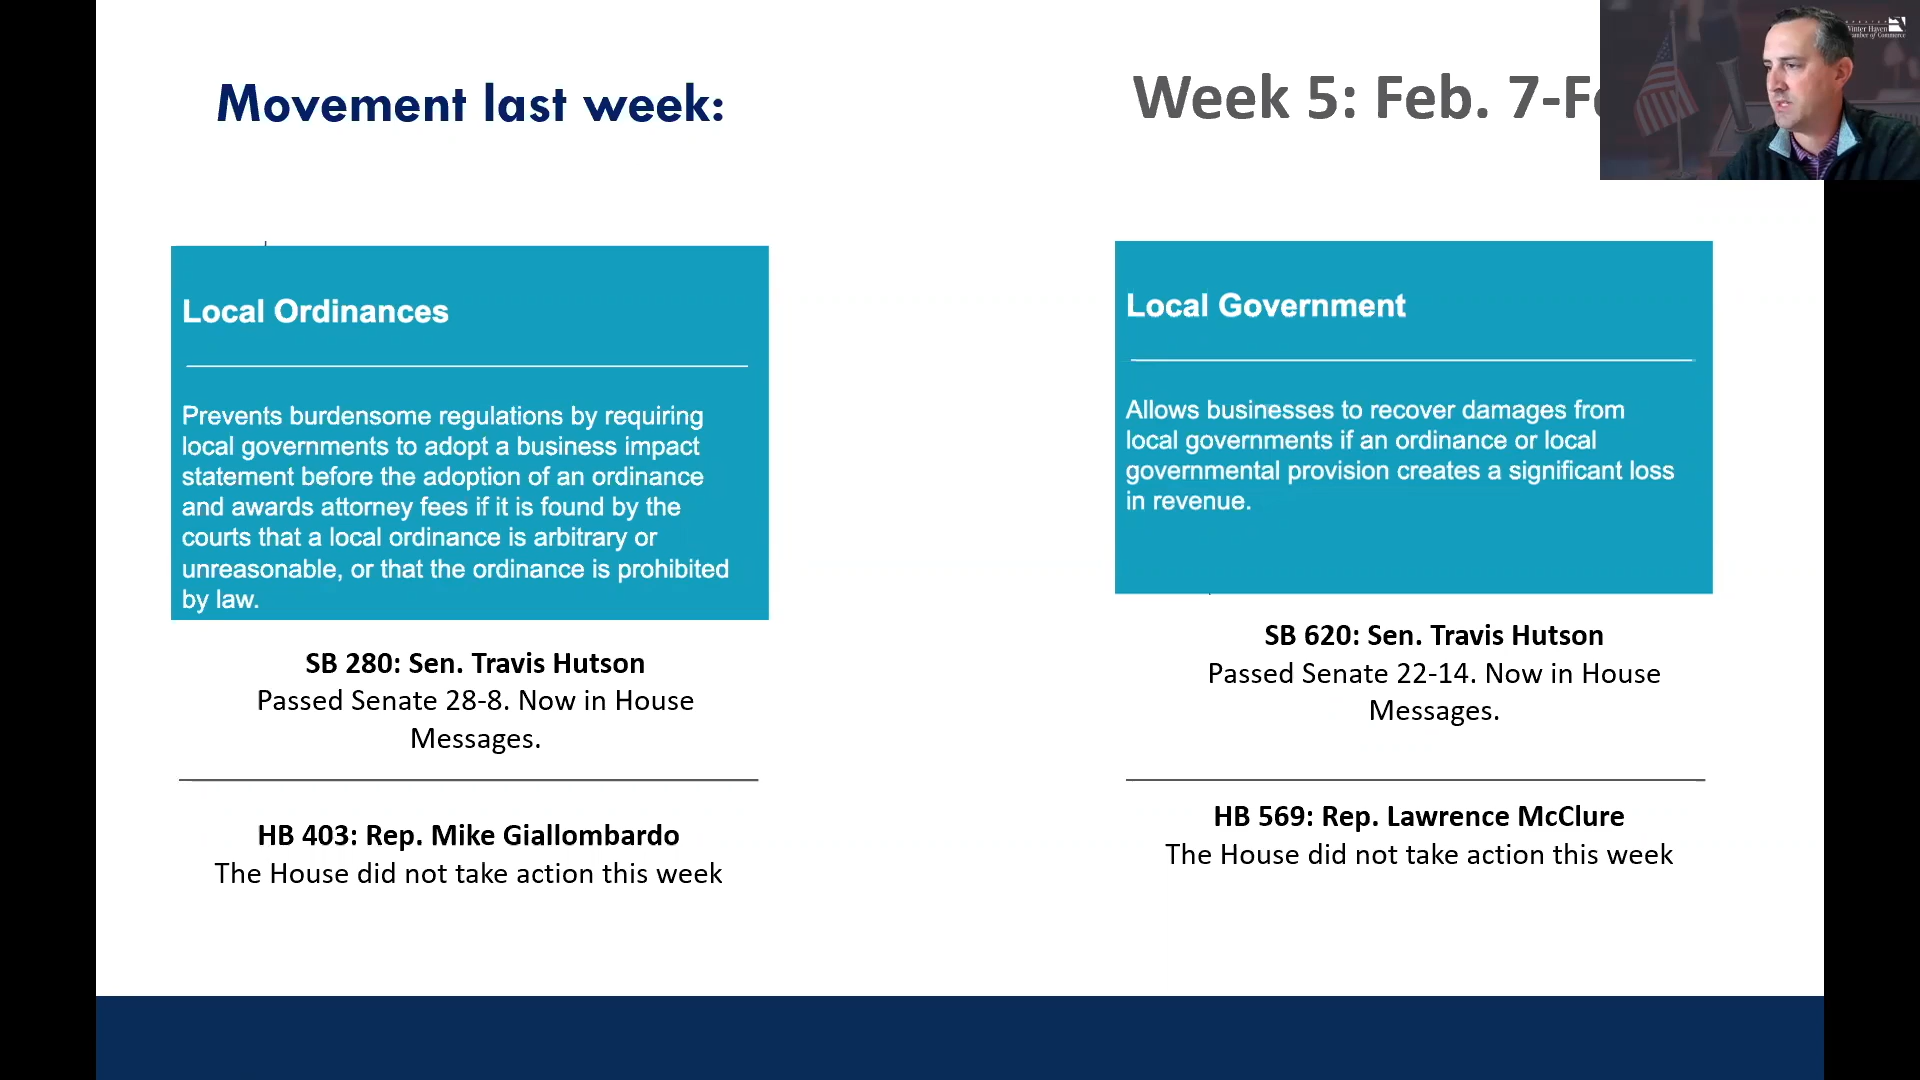 Movement last week:
Week 5: Feb. 7-
Winter Haven
Chamber of Commerce
Local Ordinances
Prevents burdensome regulations by requiring
local governments to adopt a business impact
statement before the adoption of an ordinance
and awards attorney fees if it is found by the
courts that a local ordinance is arbitrary or
unreasonable, or that the ordinance is prohibited
by law.
SB 280: Sen. Travis Hutson
Passed Senate 28-8. Now in House
Messages.
HB 403: Rep. Mike Giallombardo
The House did not take action this week
Local Government
Allows businesses to recover damages from
local governments if an ordinance or local
governmental provision creates a significant loss
in revenue.
SB 620: Sen. Travis Hutson
Passed Senate 22-14. Now in House
Messages.
HB 569: Rep. Lawrence McClure
The House did not take action this week